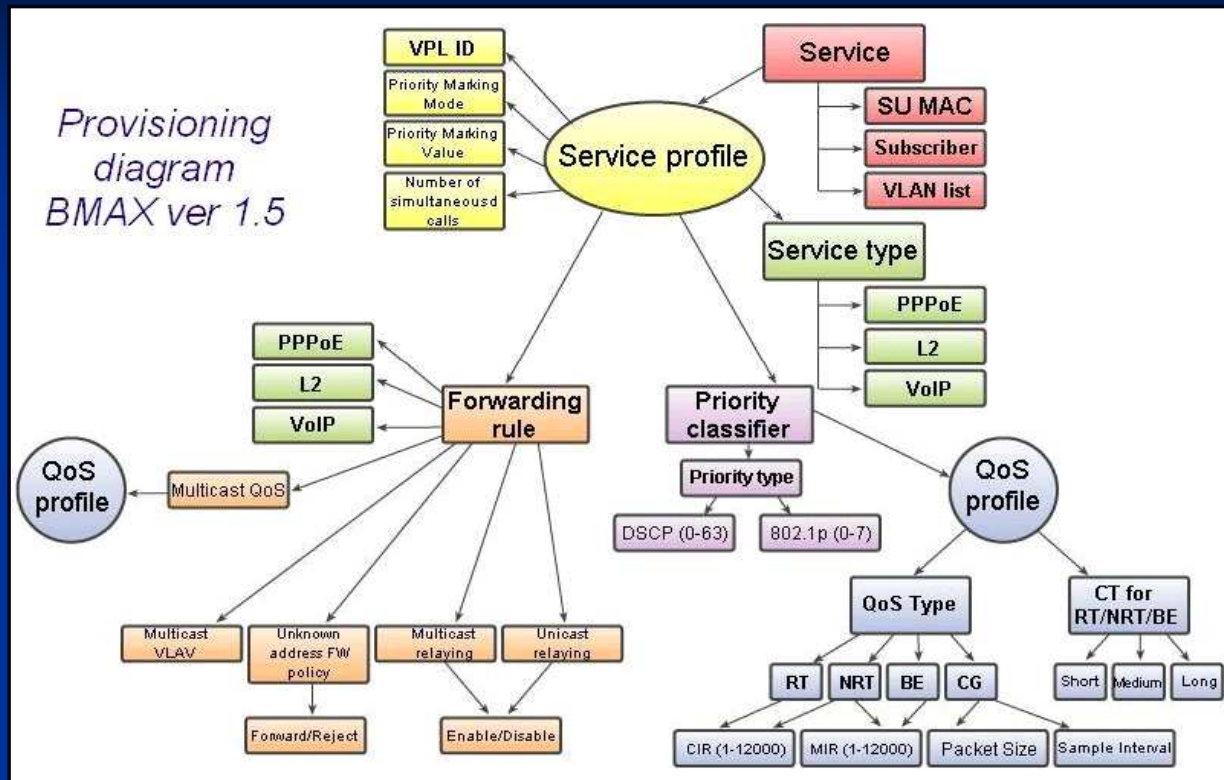 Provisioning
diagram
BMAX ver 1.5
VPL ID
Priority Marking
Mode
Priority Marking
Value
Number of
simultaneousd
calls
Service profile
Service
SU MAC
Subscriber
VLAN list
Service type
PPPoE
L2
VoIP
PPPoE
L2
VoIP
Forwarding
rule
Priority
classifier
Priority type
DSCP (0-63)
802.1p (0-7)
QoS
profile
Multicast QoS
QoS
profile
Multicast
VLAV
Unknown
address FW
policy
Multicast
relaying
Unicast
relaying
Forward/Reject
Enable/Disable
QoS Type
CT for
RT/NRT/BE
RT
NRT
BE
CG
Short
Medium
Long
CIR (1-12000)
MIR (1-12000)
Packet Size
Sample Interval